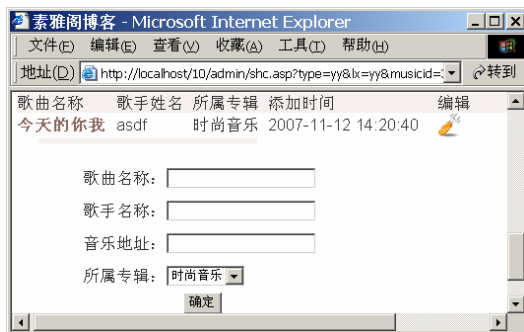 素雅阁博客 - Microsoft Internet Explorer
文件(F) 编辑(E) 查看(V) 收藏(A) 工具(T) 帮助(H)
地址(D) http://localhost/10/admin/shc.asp?type=yy&lx=yy&musicid= 转到
歌曲名称 歌手姓名 所属专辑 添加时间 编辑
今天的你我 asdf 时尚音乐 2007-11-12 14:20:40
歌曲名称:
歌手名称:
音乐地址:
所属专辑: 时尚音乐
确定